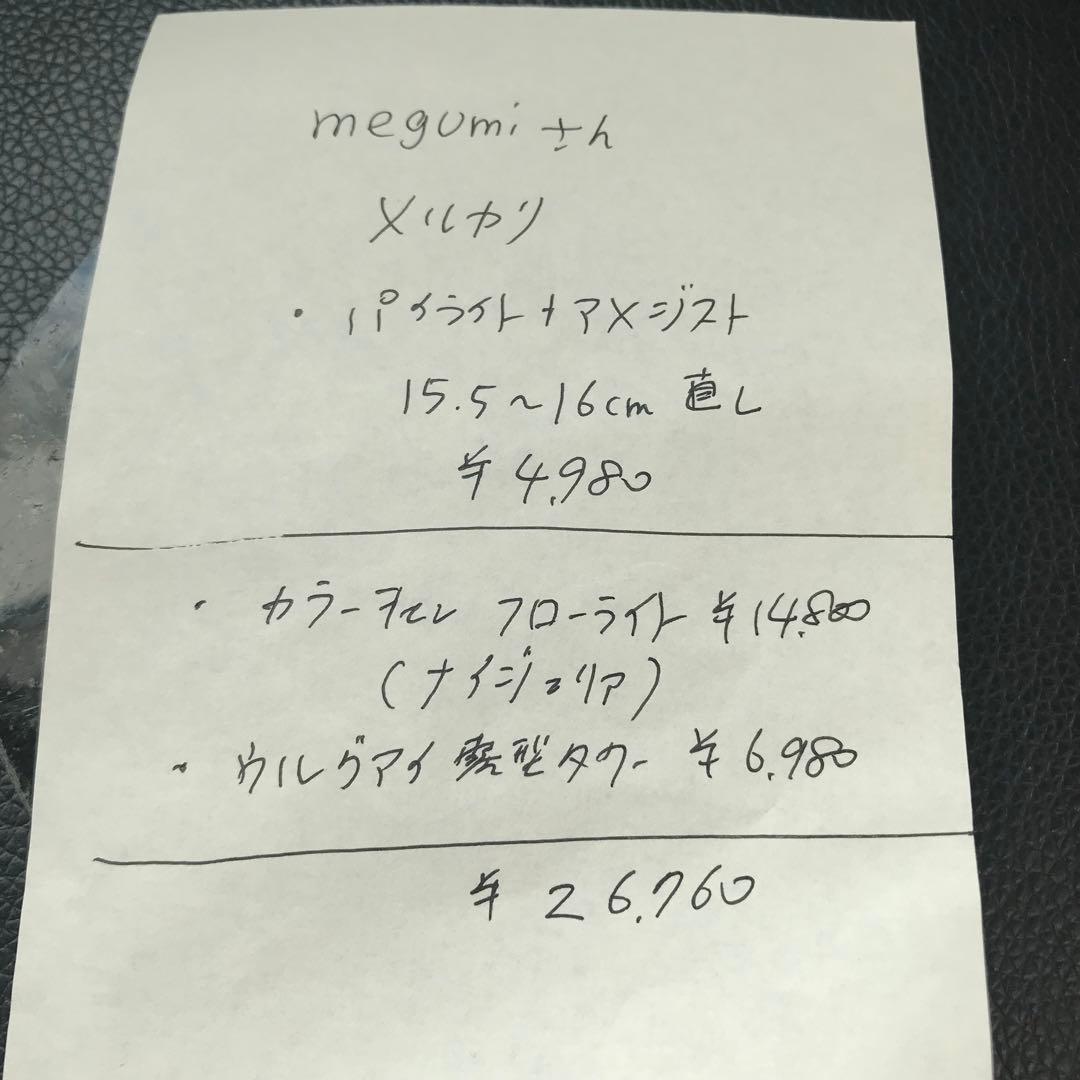 megumiさん
メルカリ
・パイライト+アメジスト
15.5~16cm 直し
¥4,980
・カラーチェン フローライト ¥14,800
(ナイジェリア)
・ウルグアイ 型タワー ¥6,980
¥26,760